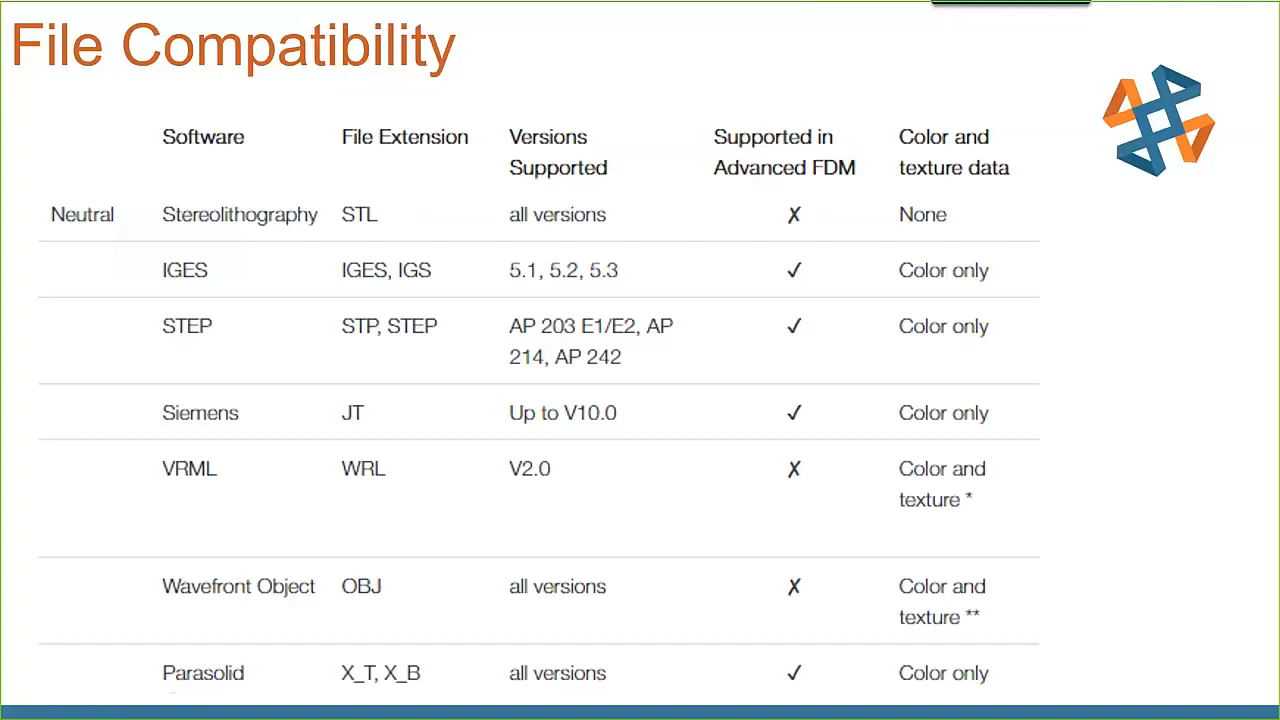 File Compatibility
Software File Extension Versions Supported Supported in Advanced FDM Color and texture data
Neutral Stereolithography STL all versions ✗ None
IGES IGES, IGS 5.1, 5.2, 5.3 ✓ Color only
STEP STP, STEP AP 203 E1/E2, AP 214, AP 242 ✓ Color only
Siemens JT Up to V10.0 ✓ Color only
VRML WRL V2.0 ✗ Color and texture *
Wavefront Object OBJ all versions ✗ Color and texture **
Parasolid X_T, X_B all versions ✓ Color only